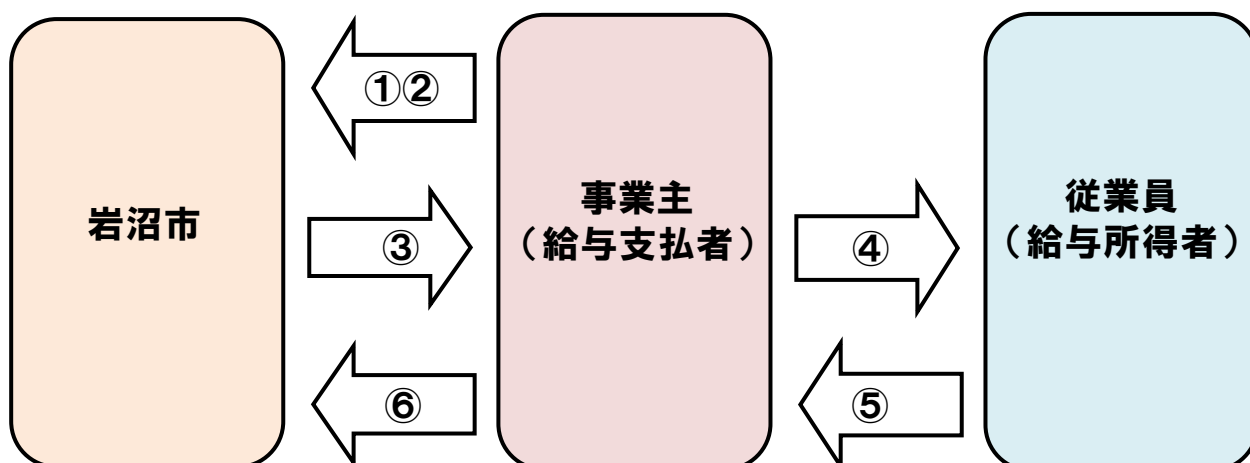 ①②
岩沼市
事業主
（給与支払者）
従業員
（給与所得者）
③
④
⑥
⑤